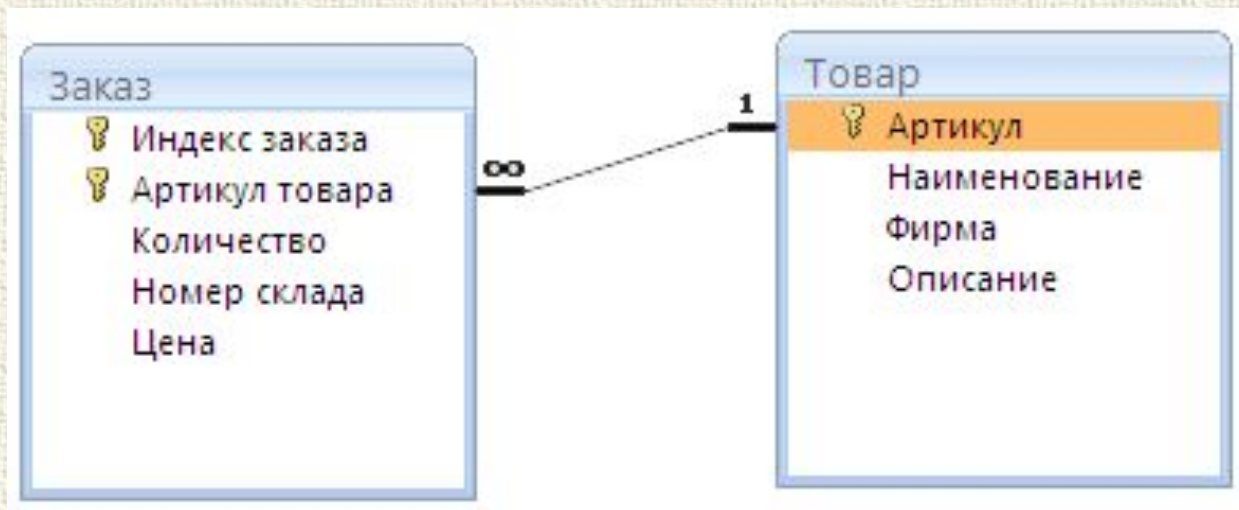 Заказ
Индекс заказа
Артикул товара
Количество
Номер склада
Цена
∞
1
Товар
Артикул
Наименование
Фирма
Описание